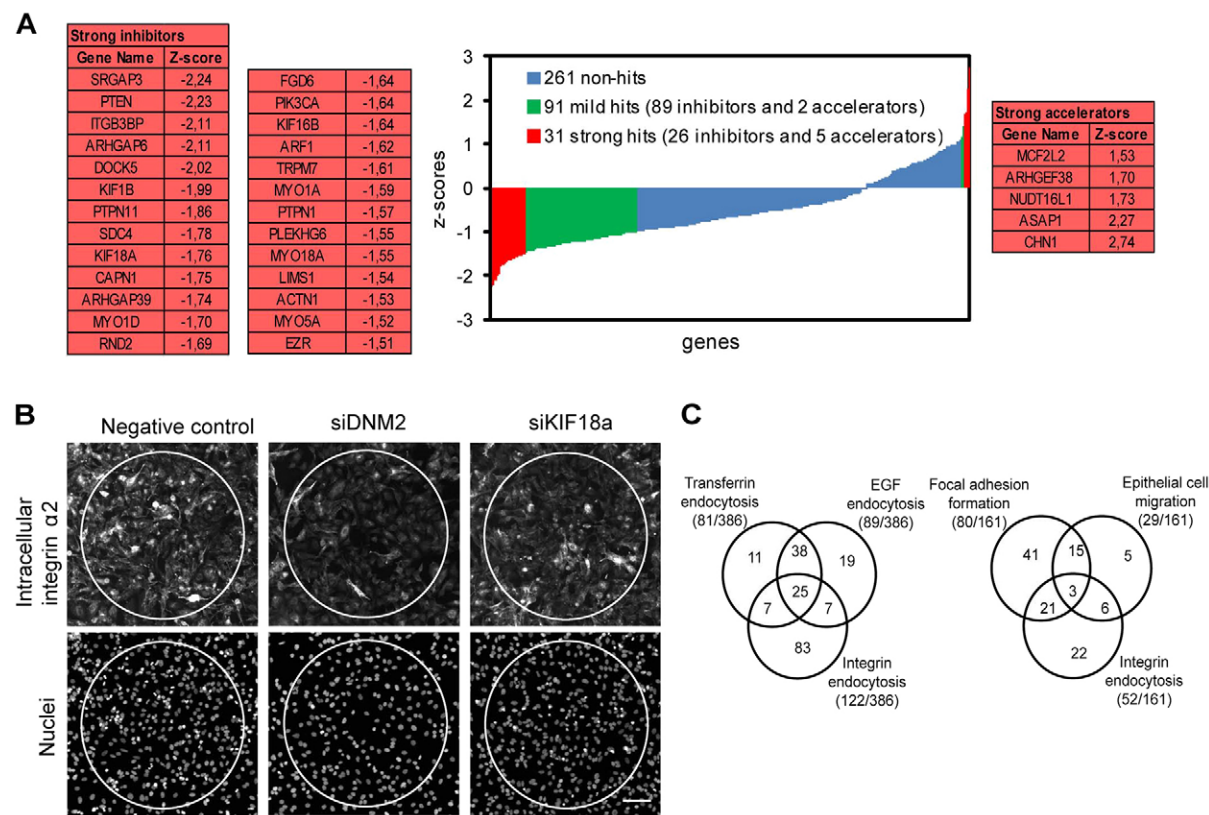 A
Strong inhibitors
Gene Name Z-score
SRGAP3 -2,24
PTEN -2,23
ITGB3BP -2,11
ARHGAP6 -2,11
DOCK5 -2,02
KIF1B -1,99
PTPN11 -1,86
SDC4 -1,78
KIF18A -1,76
CAPN1 -1,75
ARHGAP39 -1,74
MYO1D -1,70
RND2 -1,69
FGD6 -1,64
PIK3CA -1,64
KIF16B -1,64
ARF1 -1,62
TRPM7 -1,61
MYO1A -1,59
PTPN1 -1,57
PLEKHG6 -1,55
MYO18A -1,55
LIMS1 -1,54
ACTN1 -1,53
MYO5A -1,52
EZR -1,51
z-scores
3
2
1
0
-1
-2
-3
261 non-hits
91 mild hits (89 inhibitors and 2 accelerators)
31 strong hits (26 inhibitors and 5 accelerators)
genes
Strong accelerators
Gene Name Z-score
MCF2L2 1,53
ARHGEF38 1,70
NUDT16L1 1,73
ASAP1 2,27
CHN1 2,74
B
Negative control siDNM2 siKIF18a
Intracellular
integrin α2
Nuclei
C
Transferrin
endocytosis
(81/386)
EGF
endocytosis
(89/386)
11 38 19
25
7 7
83
Integrin
endocytosis
(122/386)
Focal adhesion
formation
(80/161)
Epithelial cell
migration
(29/161)
41 15 5
3
21 6
22
Integrin
endocytosis
(52/161)